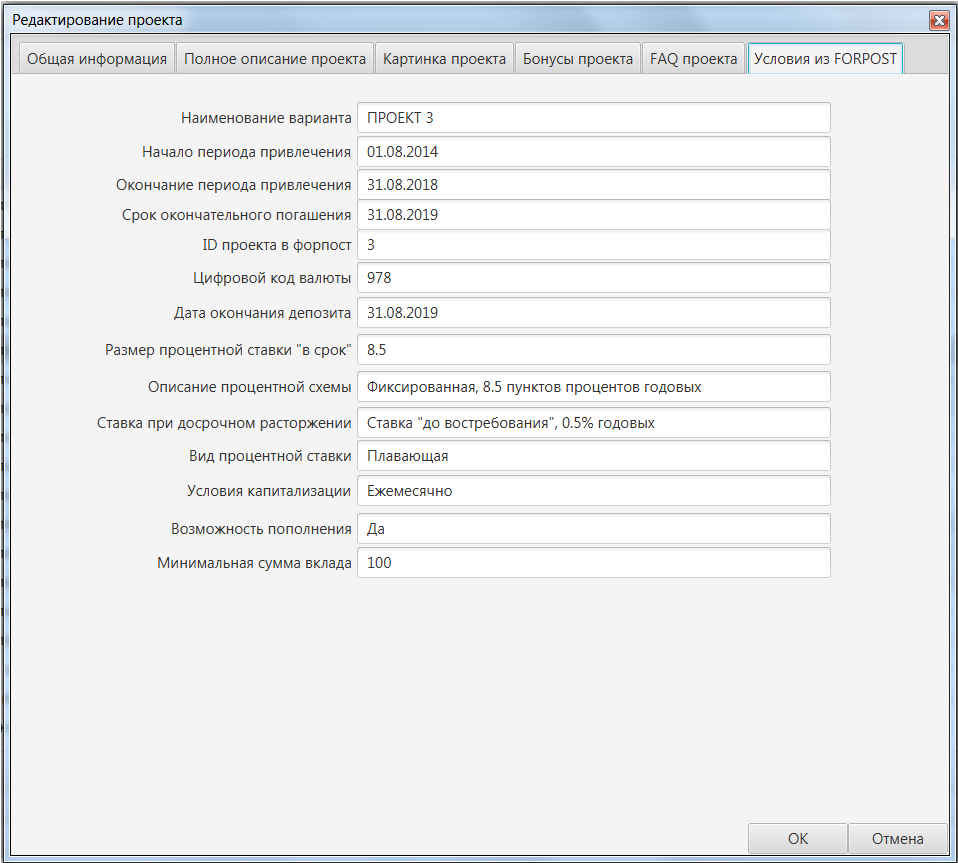 Редактирование проекта
Общая информация Полное описание проекта Картинка проекта Бонусы проекта FAQ проекта Условия из FORPOST
Наименование варианта ПРОЕКТ 3
Начало периода привлечения 01.08.2014
Окончание периода привлечения 31.08.2018
Срок окончательного погашения 31.08.2019
ID проекта в форпост 3
Цифровой код валюты 978
Дата окончания депозита 31.08.2019
Размер процентной ставки "в срок" 8.5
Описание процентной схемы Фиксированная, 8.5 пунктов процентов годовых
Ставка при досрочном расторжении Ставка "до востребования", 0.5% годовых
Вид процентной ставки Плавающая
Условия капитализации Ежемесячно
Возможность пополнения Да
Минимальная сумма вклада 100
OK Отмена